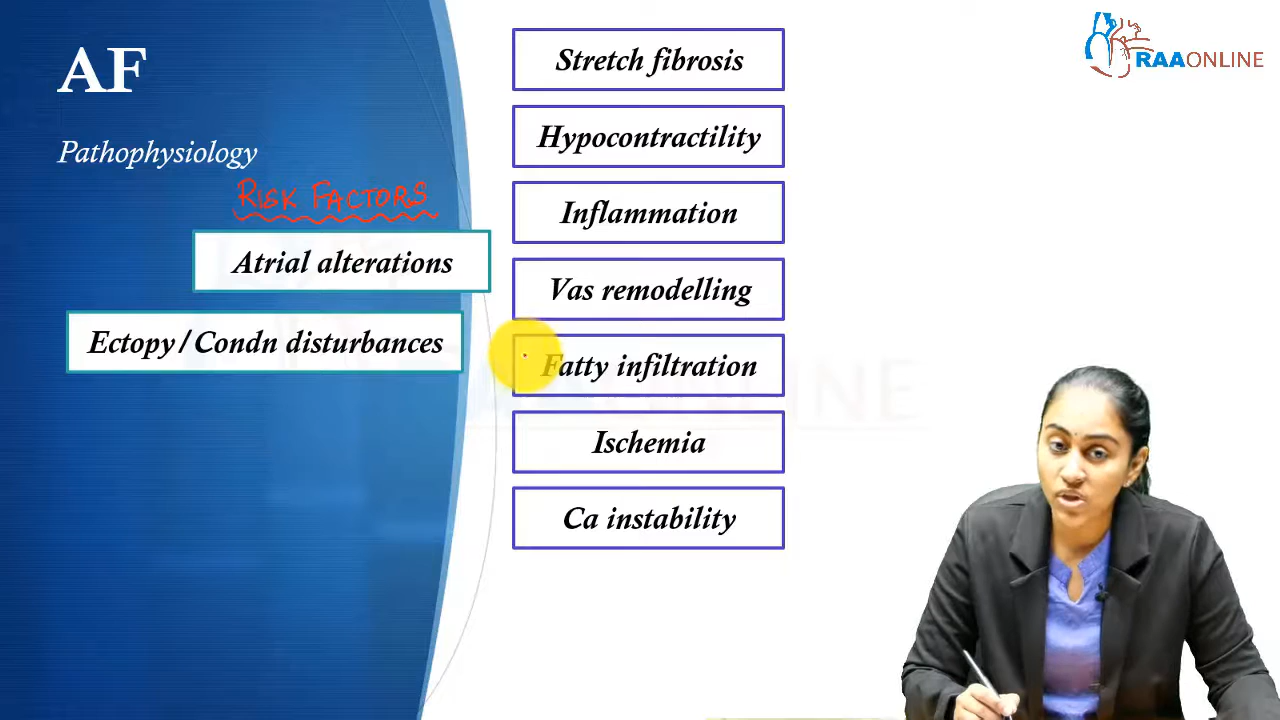 AF
Pathophysiology
RISK FACTORS
Atrial alterations
Ectopy/Condn disturbances
Stretch fibrosis
Hypocontractility
Inflammation
Vas remodelling
Fatty infiltration
Ischemia
Ca instability
RAAONLINE